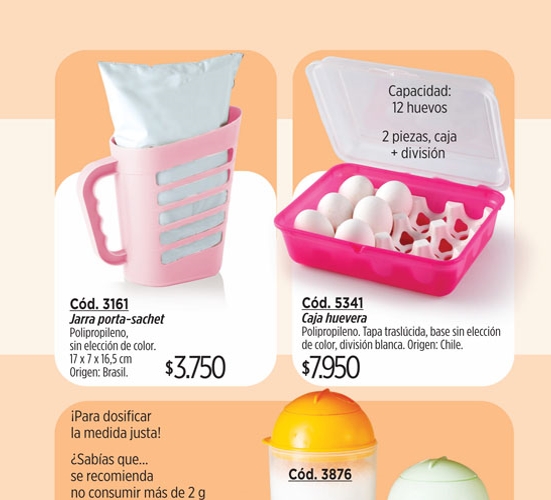 Capacidad:
12 huevos
2 piezas, caja
+ división
Cód. 3161
Jarra porta-sachet
Polipropileno,
sin elección de color.
17 x 7 x 16,5 cm
Origen: Brasil.
$3.750
Cód. 5341
Caja huevera
Polipropileno. Tapa traslúcida, base sin elección
de color, división blanca. Origen: Chile.
$7.950
¡Para dosificar
la medida justa!
¿Sabías que...
se recomienda
no consumir más de 2 g
Cód. 3876